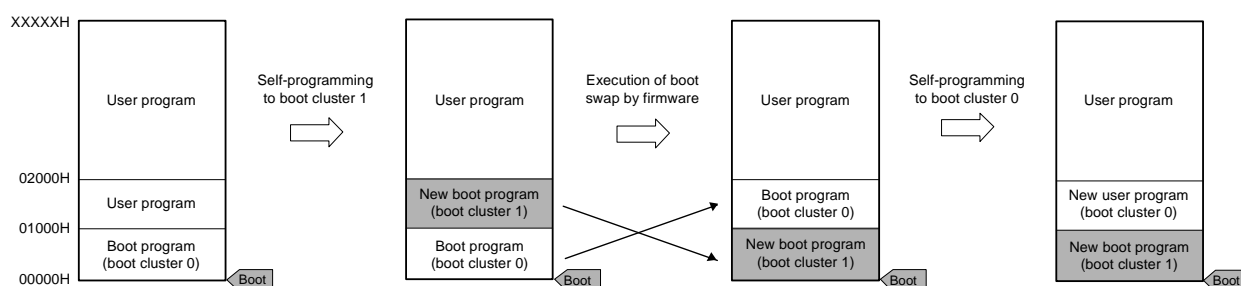 XXXXXH
User program
02000H
User program
01000H
Boot program
(boot cluster 0)
00000H
Boot
Self-programming
to boot cluster 1
User program
New boot program
(boot cluster 1)
Boot program
(boot cluster 0)
Boot
Execution of boot
swap by firmware
User program
Boot program
(boot cluster 0)
New boot program
(boot cluster 1)
Boot
Self-programming
to boot cluster 0
User program
New user program
(boot cluster 0)
New boot program
(boot cluster 1)
Boot